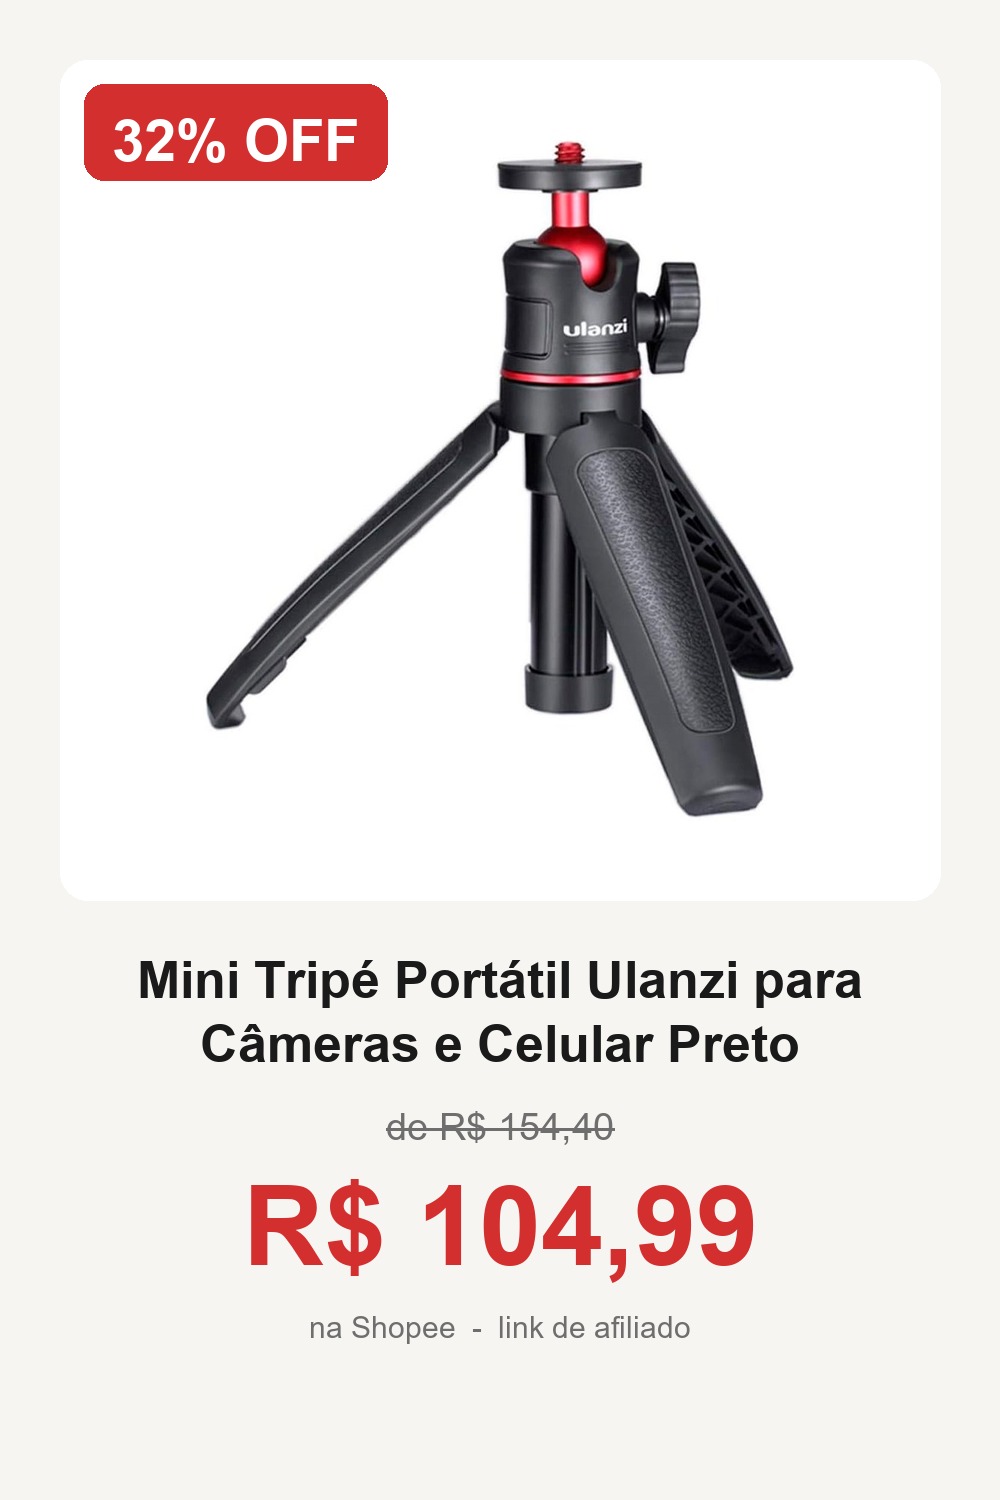 32% OFF
ulanzi
Mini Tripé Portátil Ulanzi para
Câmeras e Celular Preto
de R$ 154,40
R$ 104,99
na Shopee - link de afiliado